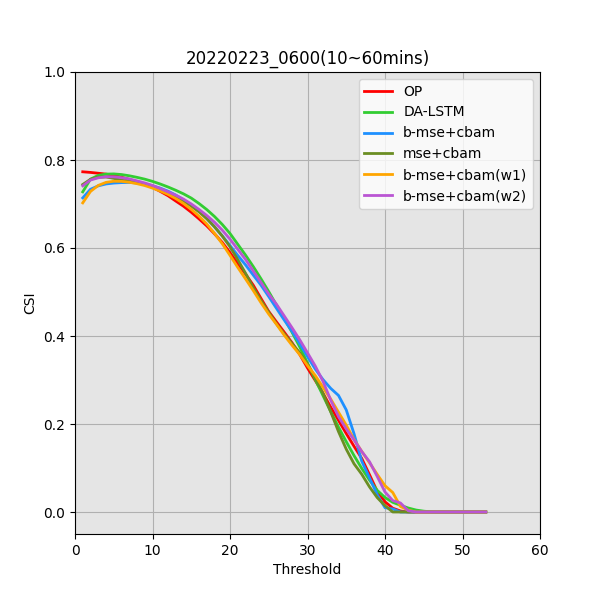 20220223_0600(10~60mins)
OP
DA-LSTM
b-mse+cbam
mse+cbam
b-mse+cbam(w1)
b-mse+cbam(w2)
1.0
0.8
0.6
0.4
0.2
0.0
CSI
0 10 20 30 40 50 60
Threshold